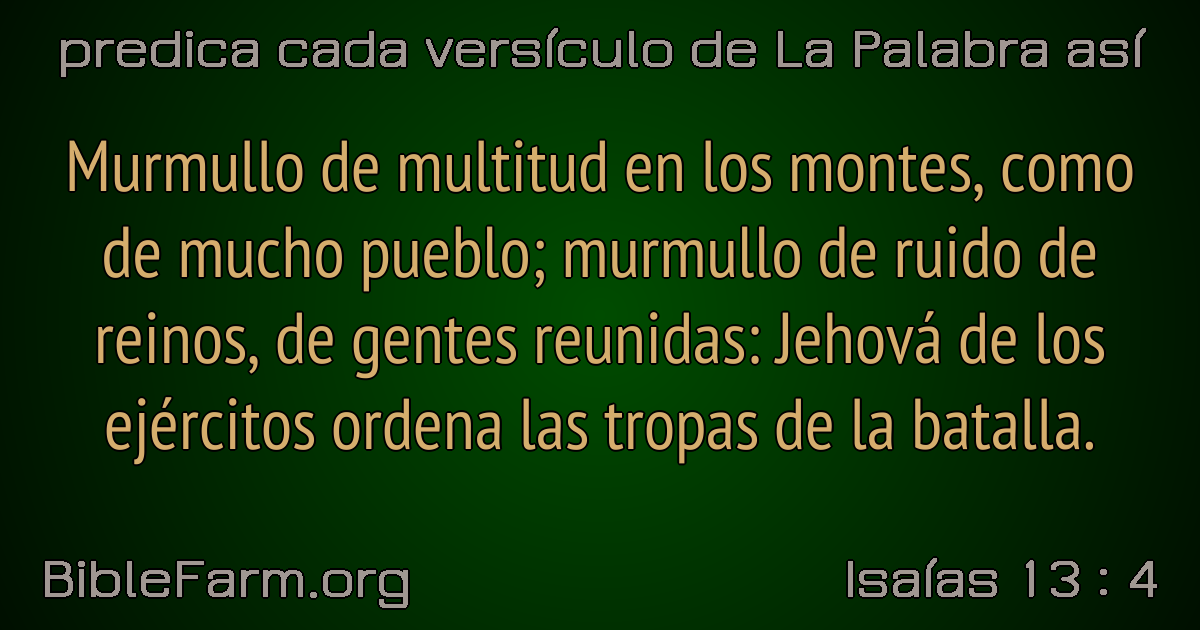 predica cada versículo de La Palabra así
Murmullo de multitud en los montes, como
de mucho pueblo; murmullo de ruido de
reinos, de gentes reunidas: Jehová de los
ejércitos ordena las tropas de la batalla.
BibleFarm.org
Isaías 13 : 4